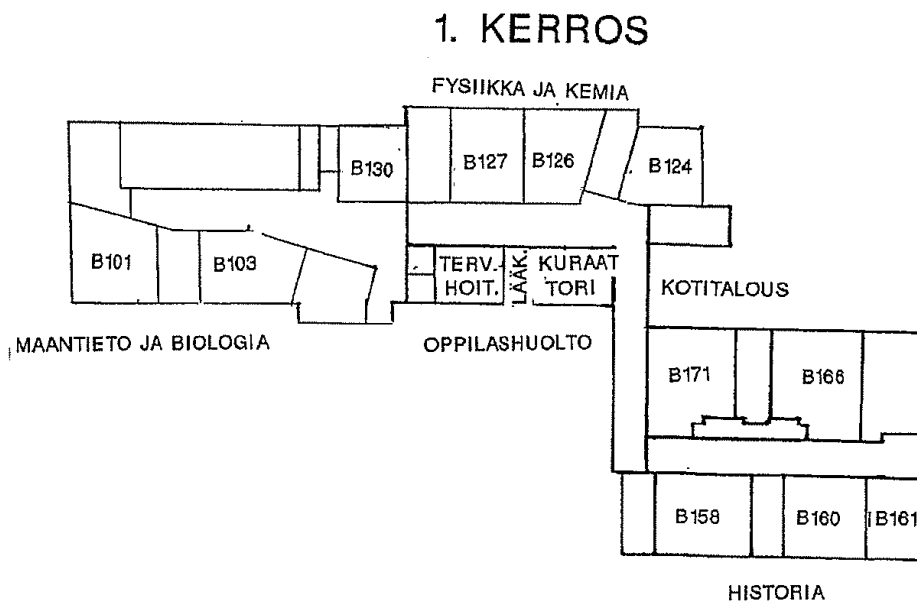 1. KERROS
FYSIIKKA JA KEMIA
B130
B127
B126
B124
B101
B103
TERV.
HOIT.
LÄÄK.
KURAAT
TORI
KOTITALOUS
MAANTIETO JA BIOLOGIA
OPPILASHUOLTO
B171
B166
B158
B160
B161
HISTORIA